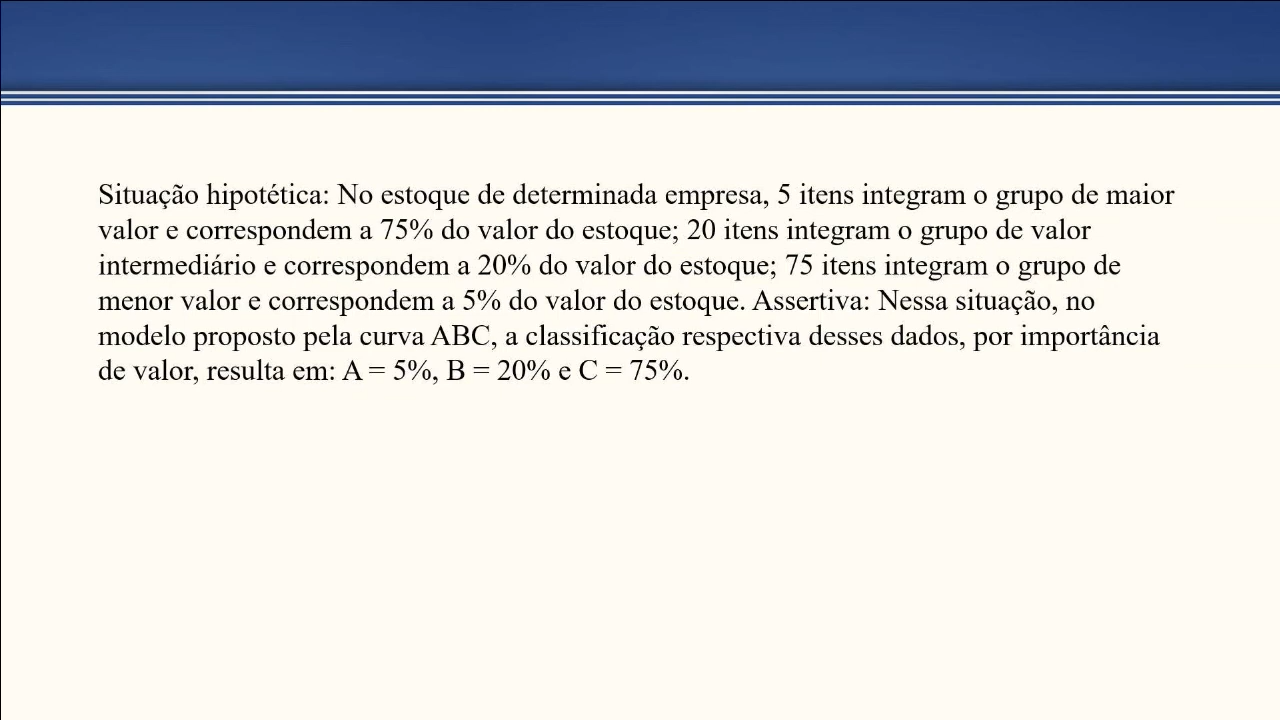 Situação hipotética: No estoque de determinada empresa, 5 itens integram o grupo de maior
valor e correspondem a 75% do valor do estoque; 20 itens integram o grupo de valor
intermediário e correspondem a 20% do valor do estoque; 75 itens integram o grupo de
menor valor e correspondem a 5% do valor do estoque. Assertiva: Nessa situação, no
modelo proposto pela curva ABC, a classificação respectiva desses dados, por importância
de valor, resulta em: A = 5%, B = 20% e C = 75%.